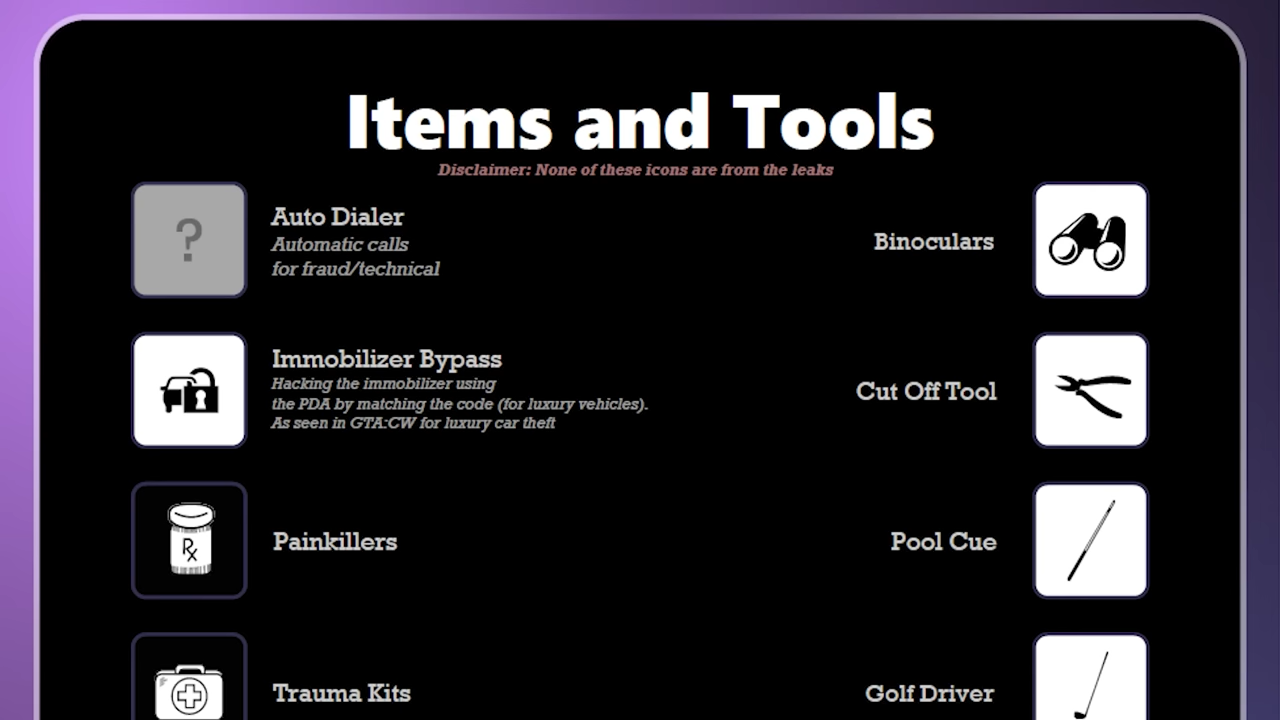 Items and Tools
Disclaimer: None of these icons are from the leaks
?
Auto Dialer
Automatic calls
for fraud/technical
Binoculars
Immobilizer Bypass
Hacking the immobilizer using
the PDA by matching the code (for luxury vehicles).
As seen in GTA:CW for luxury car theft
Cut Off Tool
Rx
Painkillers
Pool Cue
Trauma Kits
Golf Driver